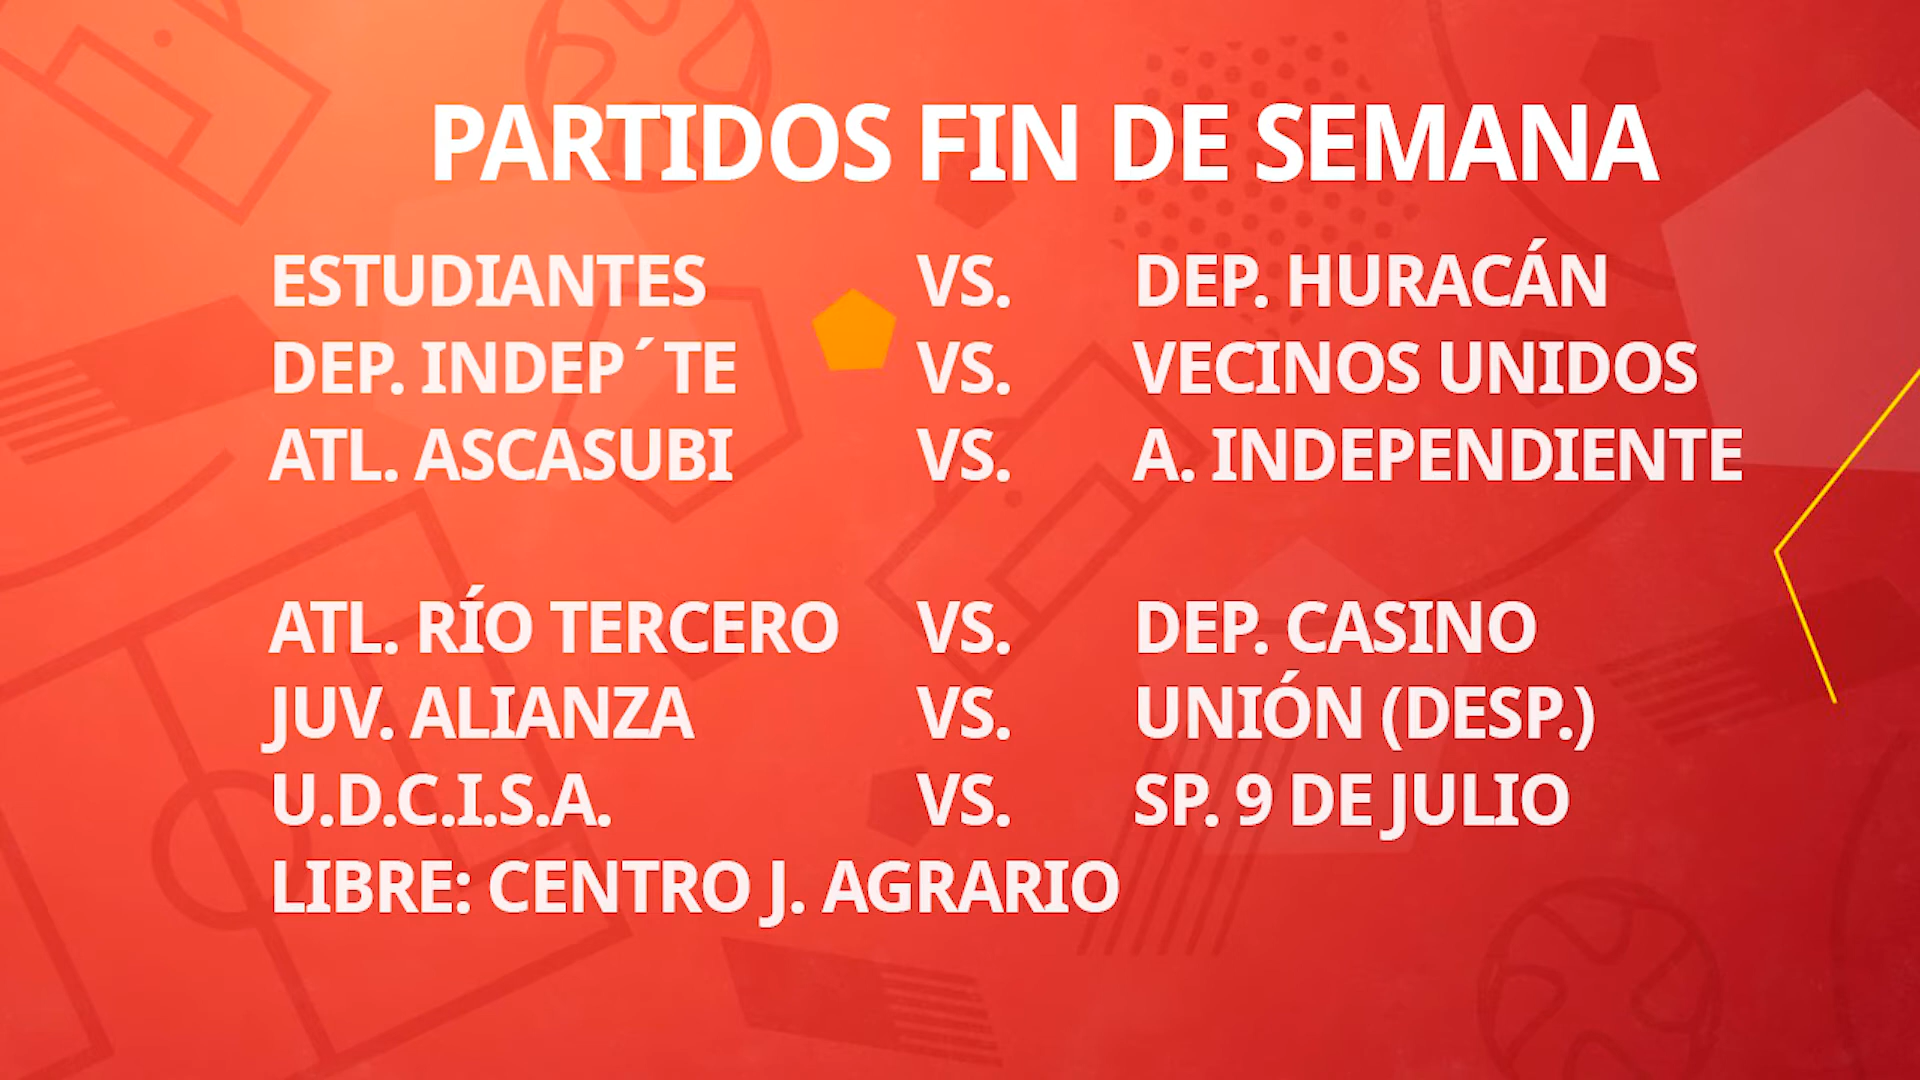 PARTIDOS FIN DE SEMANA
ESTUDIANTES VS. DEP. HURACÁN
DEP. INDEP´TE VS. VECINOS UNIDOS
ATL. ASCASUBI VS. A. INDEPENDIENTE
ATL. RÍO TERCERO VS. DEP. CASINO
JUV. ALIANZA VS. UNIÓN (DESP.)
U.D.C.I.S.A. VS. SP. 9 DE JULIO
LIBRE: CENTRO J. AGRARIO